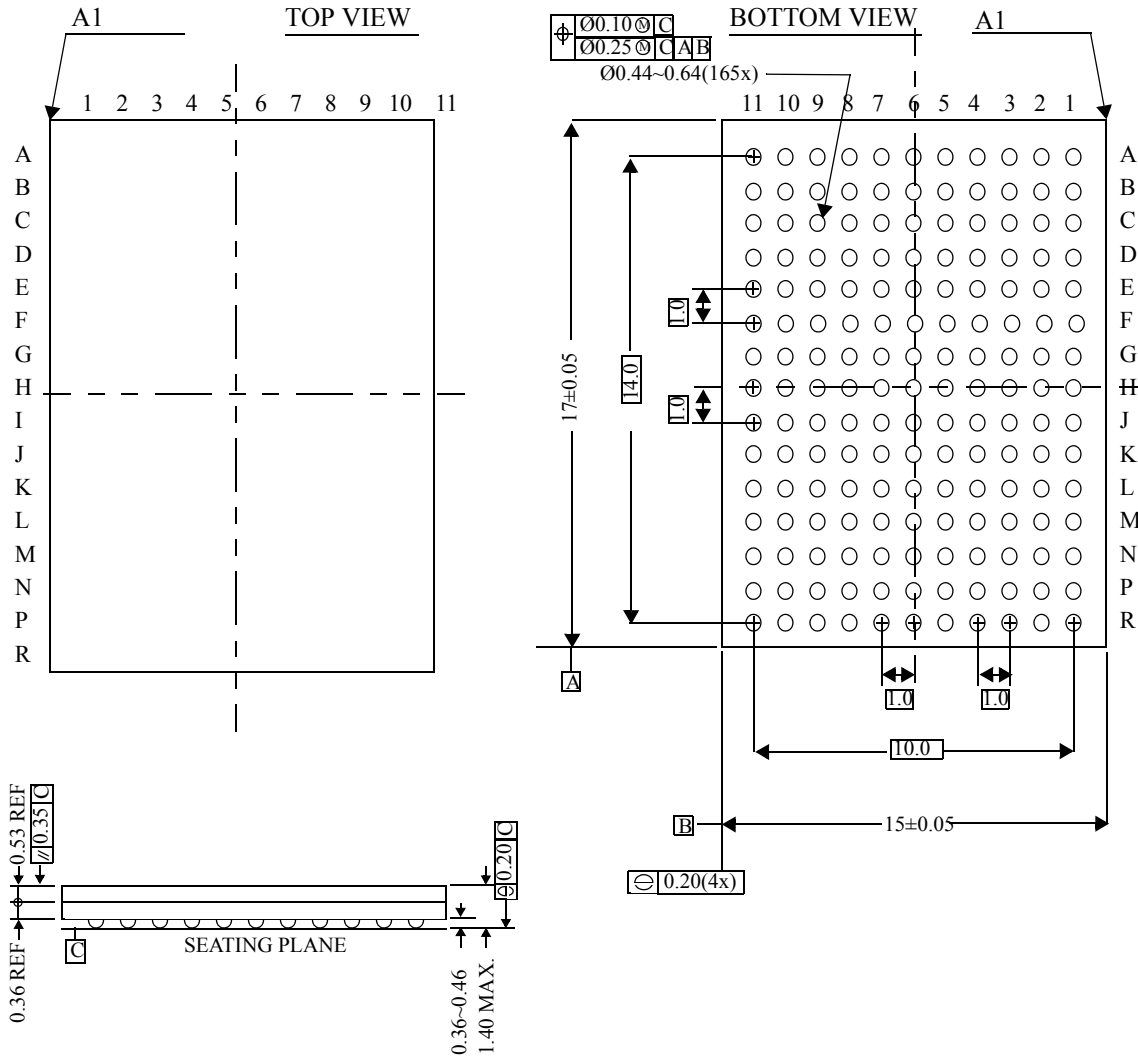 A1
TOP VIEW
BOTTOM VIEW
A1
Ø0.10 Ⓜ C
Ø0.25 Ⓜ C A B
Ø0.44~0.64(165x)
1 2 3 4 5 6 7 8 9 10 11
11 10 9 8 7 6 5 4 3 2 1
A
B
C
D
E
F
G
H
I
J
K
L
M
N
P
R
A
B
C
D
E
F
G
H
J
K
L
M
N
P
R
17±0.05
14.0
1.0
1.0
A
1.0
1.0
10.0
B
15±0.05
⌯ 0.20(4x)
0.53 REF
// 0.35 C
0.36 REF
C
SEATING PLANE
⌯ 0.20 C
0.36~0.46
1.40 MAX.